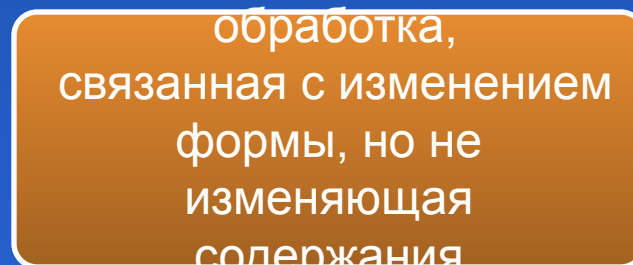 обработка,
связанная с изменением
формы, но не
изменяющая
содержания